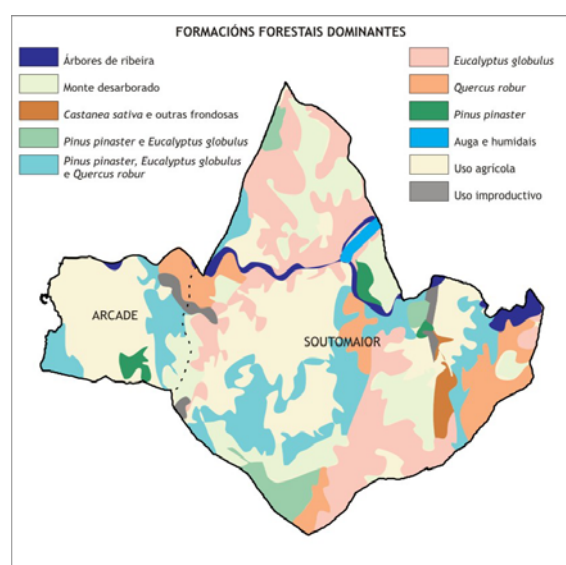 FORMACIÓNS FORESTAIS DOMINANTES
Árbores de ribeira
Monte desarborado
Castanea sativa e outras frondosas
Pinus pinaster e Eucalyptus globulus
Pinus pinaster, Eucalyptus globulus
e Quercus robur
Eucalyptus globulus
Quercus robur
Pinus pinaster
Auga e humidais
Uso agrícola
Uso improductivo
ARCADE
SOUTOMAIOR